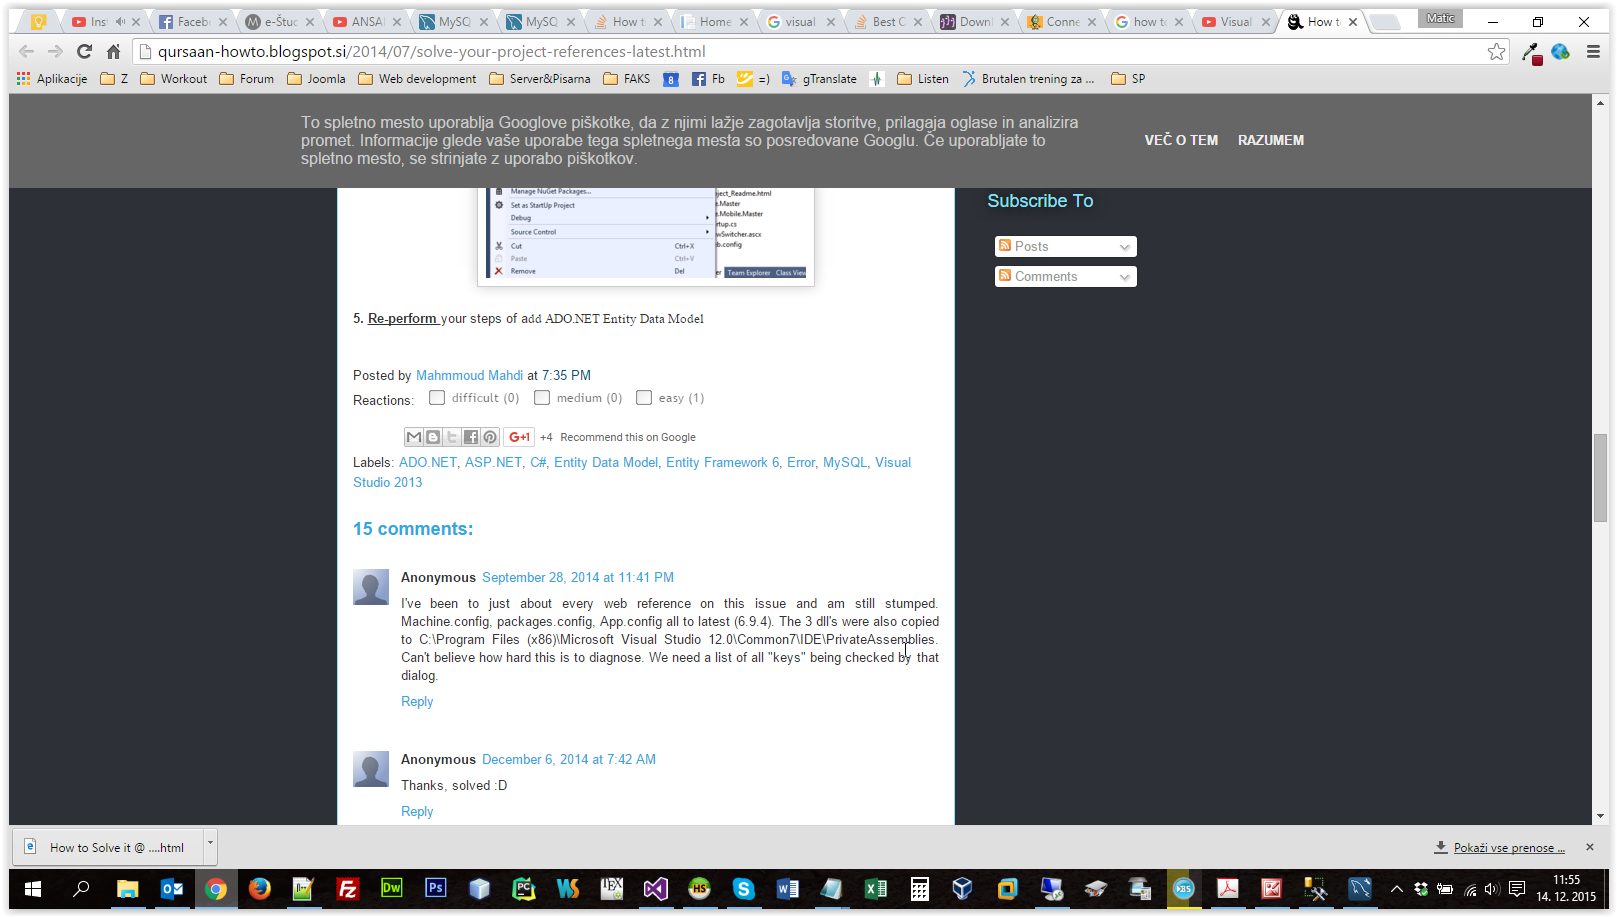 Ins
Faceb
e-Štuc
ANSAI
MySQ
MySQ
How t
Home
visual
Best C
Downl
Conne
how to
Visual
How t
Matic
qursaan-howto.blogspot.si/2014/07/solve-your-project-references-latest.html
Aplikacije Z Workout Forum Joomla Web development Server&Pisarna FAKS 8 Fb =) gTranslate Listen Brutalen trening za ... SP
To spletno mesto uporablja Googlove piškotke, da z njimi lažje zagotavlja storitve, prilagaja oglase in analizira
promet. Informacije glede vaše uporabe tega spletnega mesta so posredovane Googlu. Če uporabljate to
spletno mesto, se strinjate z uporabo piškotkov.
VEČ O TEM RAZUMEM
Manage NuGet Packages...
Set as StartUp Project
Debug
Source Control
Cut Ctrl+X
Paste Ctrl+V
Remove Del
ject_Readme.html
.Master
.Mobile.Master
tup.cs
wSwitcher.ascx
b.config
er Team Explorer Class View
Subscribe To
Posts
Comments
5. Re-perform your steps of add ADO.NET Entity Data Model
Posted by Mahmmoud Mahdi at 7:35 PM
Reactions: difficult (0) medium (0) easy (1)
G+1 +4 Recommend this on Google
Labels: ADO.NET, ASP.NET, C#, Entity Data Model, Entity Framework 6, Error, MySQL, Visual
Studio 2013
15 comments:
Anonymous September 28, 2014 at 11:41 PM
I've been to just about every web reference on this issue and am still stumped.
Machine.config, packages.config, App.config all to latest (6.9.4). The 3 dll's were also copied
to C:\Program Files (x86)\Microsoft Visual Studio 12.0\Common7\IDE\PrivateAssemblies.
Can't believe how hard this is to diagnose. We need a list of all "keys" being checked by that
dialog.
Reply
Anonymous December 6, 2014 at 7:42 AM
Thanks, solved :D
Reply
How to Solve it @ ....html
Pokaži vse prenose ...
11:55
14. 12. 2015